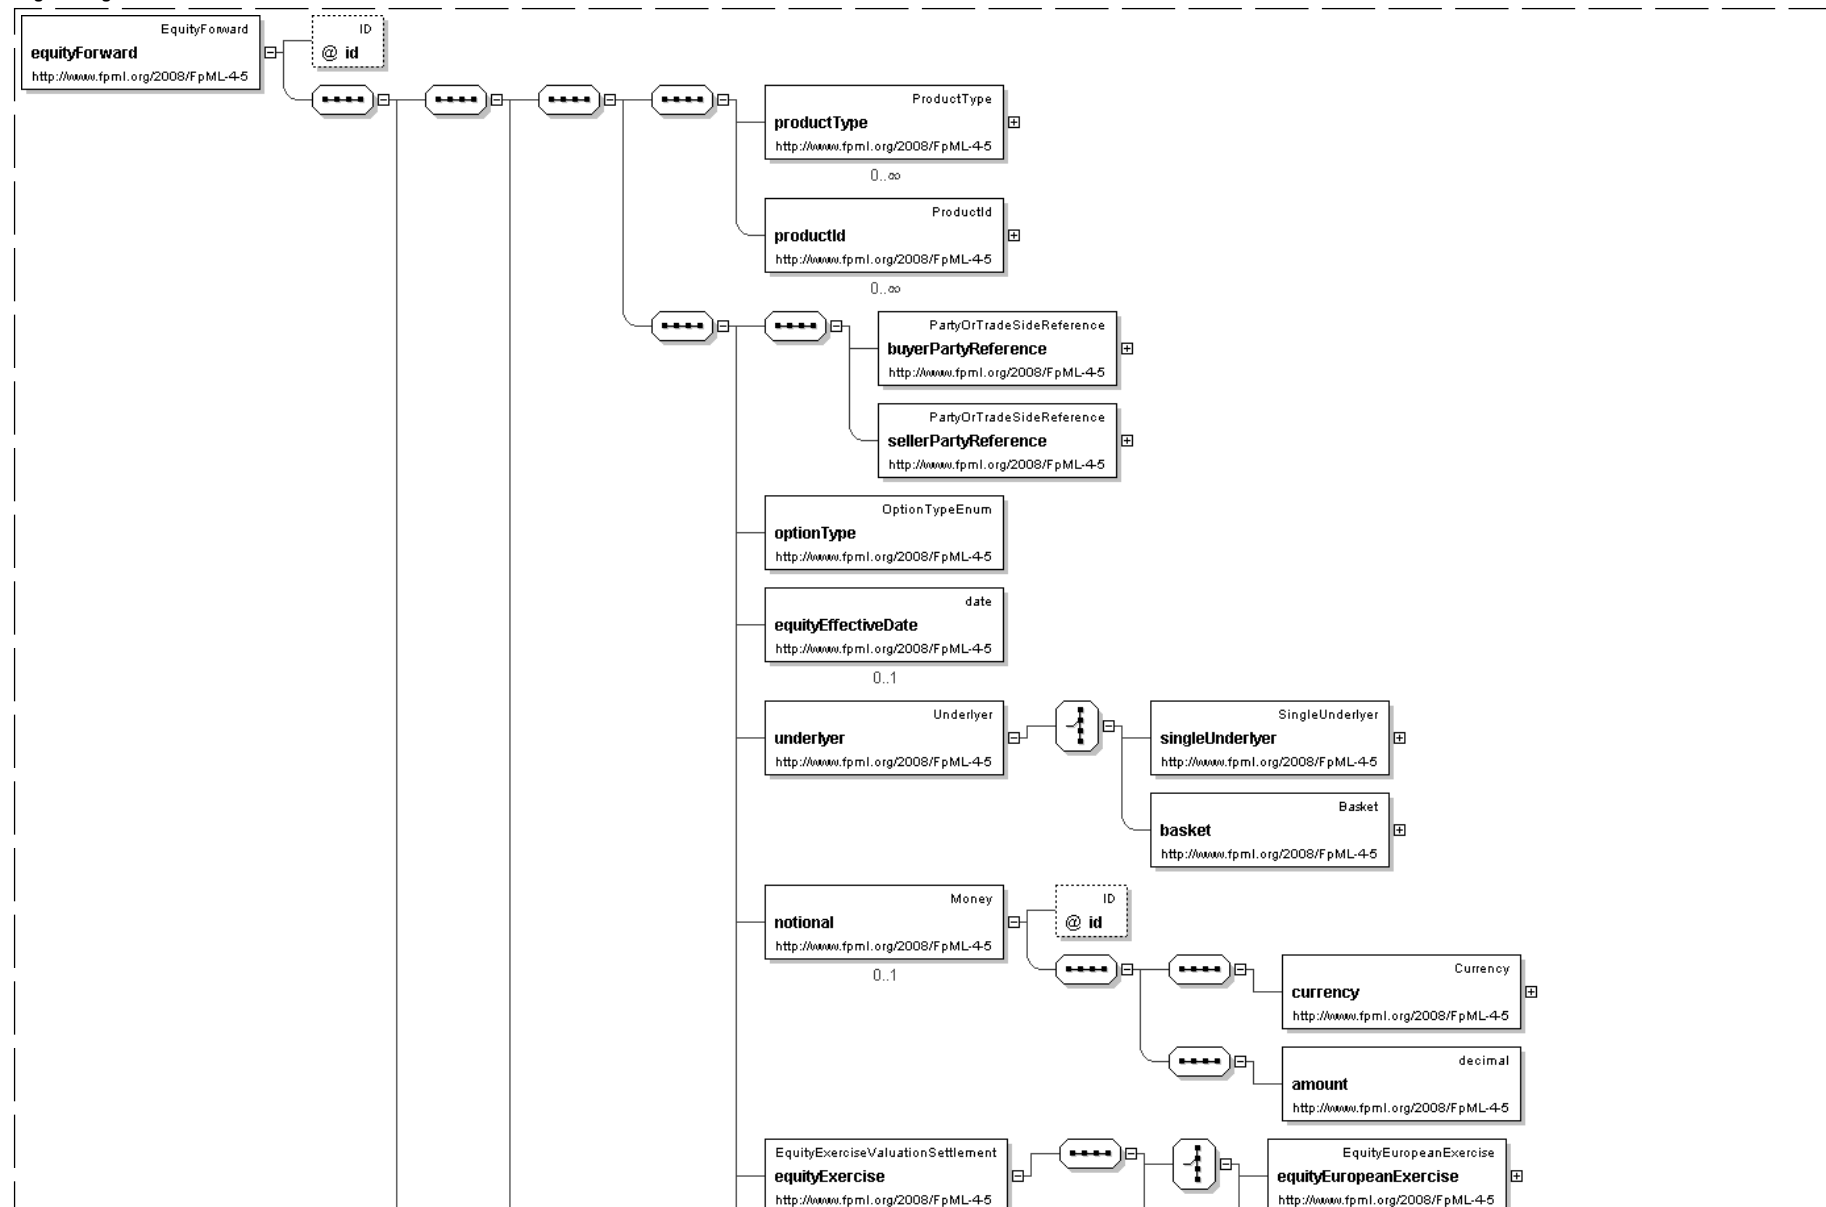 EquityForward
equityForward
http://www.fpml.org/2008/FpML-4-5
ID
@ id
ProductType
productType
http://www.fpml.org/2008/FpML-4-5
0..∞
ProductId
productId
http://www.fpml.org/2008/FpML-4-5
0..∞
PartyOrTradeSideReference
buyerPartyReference
http://www.fpml.org/2008/FpML-4-5
PartyOrTradeSideReference
sellerPartyReference
http://www.fpml.org/2008/FpML-4-5
OptionTypeEnum
optionType
http://www.fpml.org/2008/FpML-4-5
date
equityEffectiveDate
http://www.fpml.org/2008/FpML-4-5
0..1
Underlyer
underlyer
http://www.fpml.org/2008/FpML-4-5
SingleUnderlyer
singleUnderlyer
http://www.fpml.org/2008/FpML-4-5
Basket
basket
http://www.fpml.org/2008/FpML-4-5
Money
notional
http://www.fpml.org/2008/FpML-4-5
0..1
ID
@ id
Currency
currency
http://www.fpml.org/2008/FpML-4-5
decimal
amount
http://www.fpml.org/2008/FpML-4-5
EquityExerciseValuationSettlement
equityExercise
http://www.fpml.org/2008/FpML-4-5
EquityEuropeanExercise
equityEuropeanExercise
http://www.fpml.org/2008/FpML-4-5